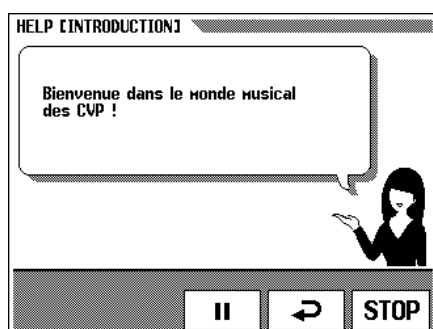 HELP [INTRODUCTION]
Bienvenue dans le monde musical
des CVP !
STOP